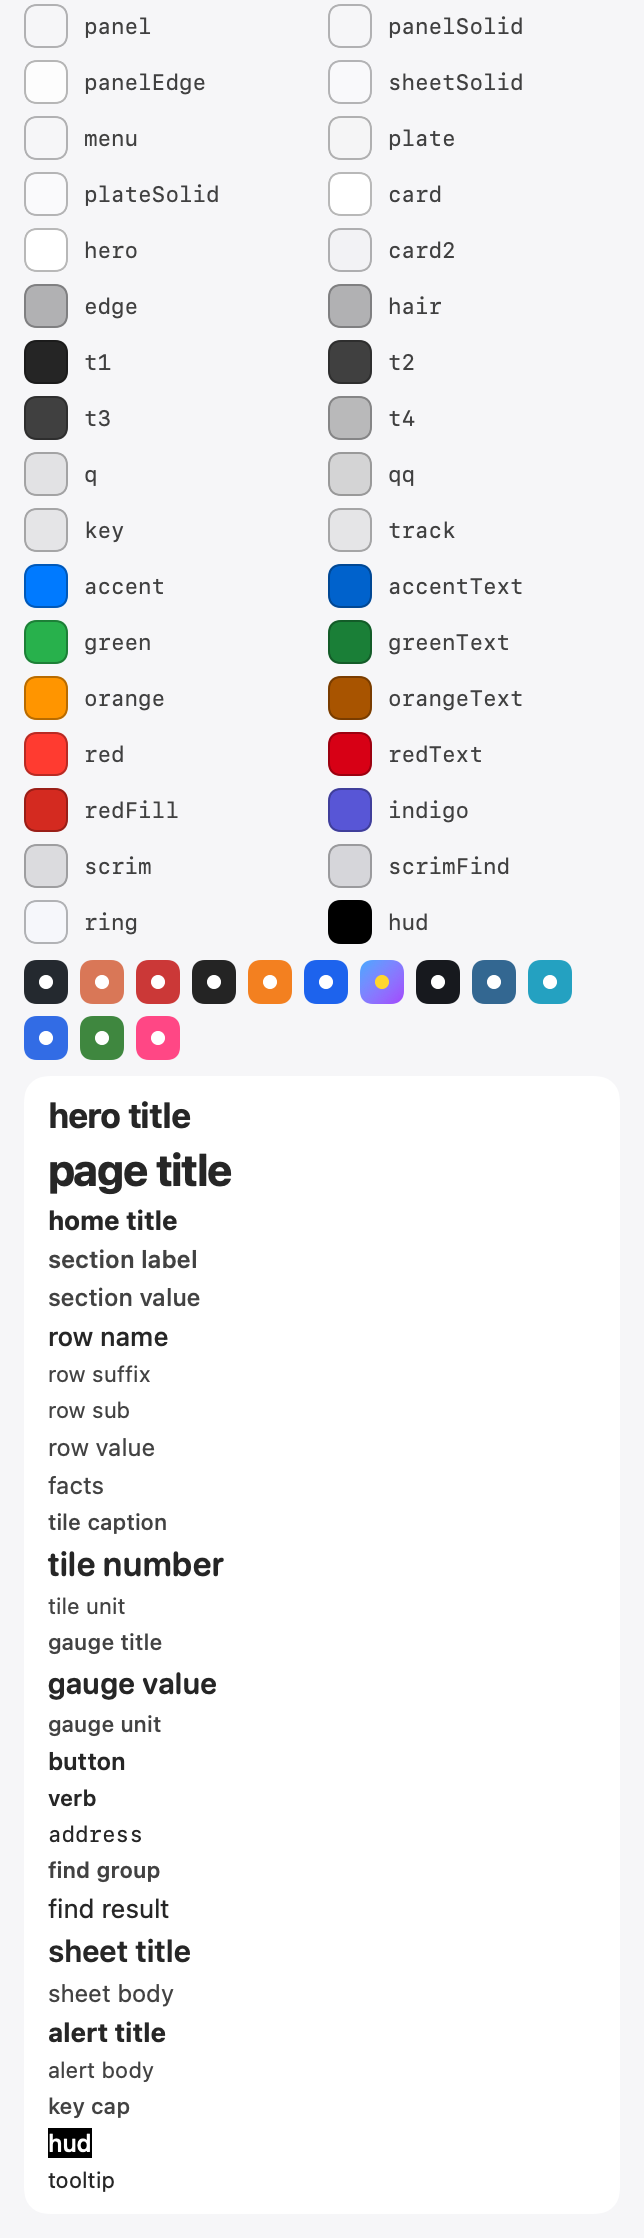 panel panelSolid
panelEdge sheetSolid
menu plate
plateSolid card
hero card2
edge hair
t1 t2
t3 t4
q qq
key track
accent accentText
green greenText
orange orangeText
red redText
redFill indigo
scrim scrimFind
ring hud
hero title
page title
home title
section label
section value
row name
row suffix
row sub
row value
facts
tile caption
tile number
tile unit
gauge title
gauge value
gauge unit
button
verb
address
find group
find result
sheet title
sheet body
alert title
alert body
key cap
hud
tooltip